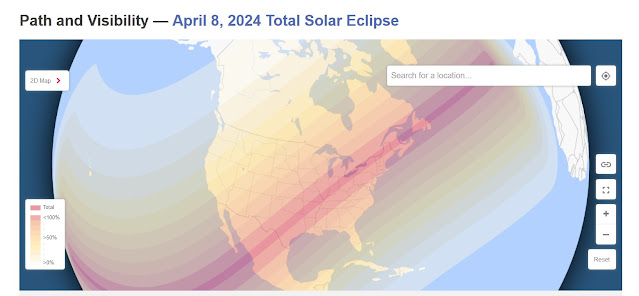 Path and Visibility — April 8, 2024 Total Solar Eclipse
2D Map
Search for a location...
Total
<100%
>50%
>0%
+
−
Reset